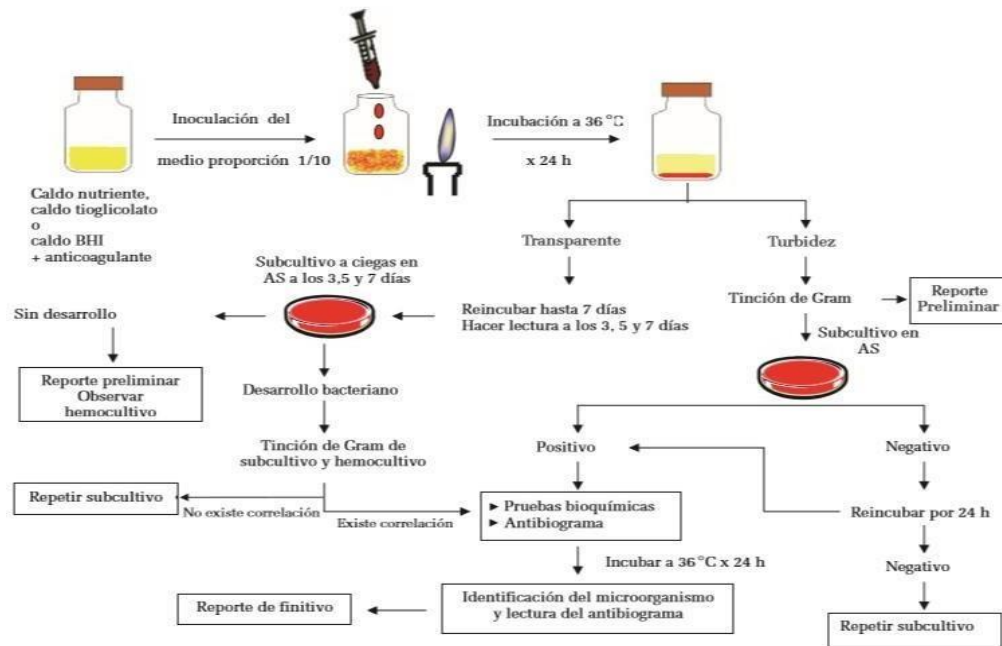 Inoculación del
medio proporción 1/10
Incubación a 36 °C
x 24 h
Caldo nutriente,
caldo tioglicolato
o
caldo BHI
+ anticoagulante
Transparente
Turbidez
Subcultivo a ciegas en
AS a los 3,5 y 7 días
Reincubar hasta 7 días
Hacer lectura a los 3, 5 y 7 días
Tinción de Gram
Reporte
Preliminar
Sin desarrollo
Subcultivo en
AS
Reporte preliminar
Observar
hemocultivo
Desarrollo bacteriano
Tinción de Gram de
subcultivo y hemocultivo
Positivo
Negativo
Repetir subcultivo
No existe correlación
Existe correlación
► Pruebas bioquímicas
► Antibiograma
Reincubar por 24 h
Incubar a 36°C x 24 h
Negativo
Reporte de finitivo
Identificación del microorganismo
y lectura del antibiograma
Repetir subcultivo